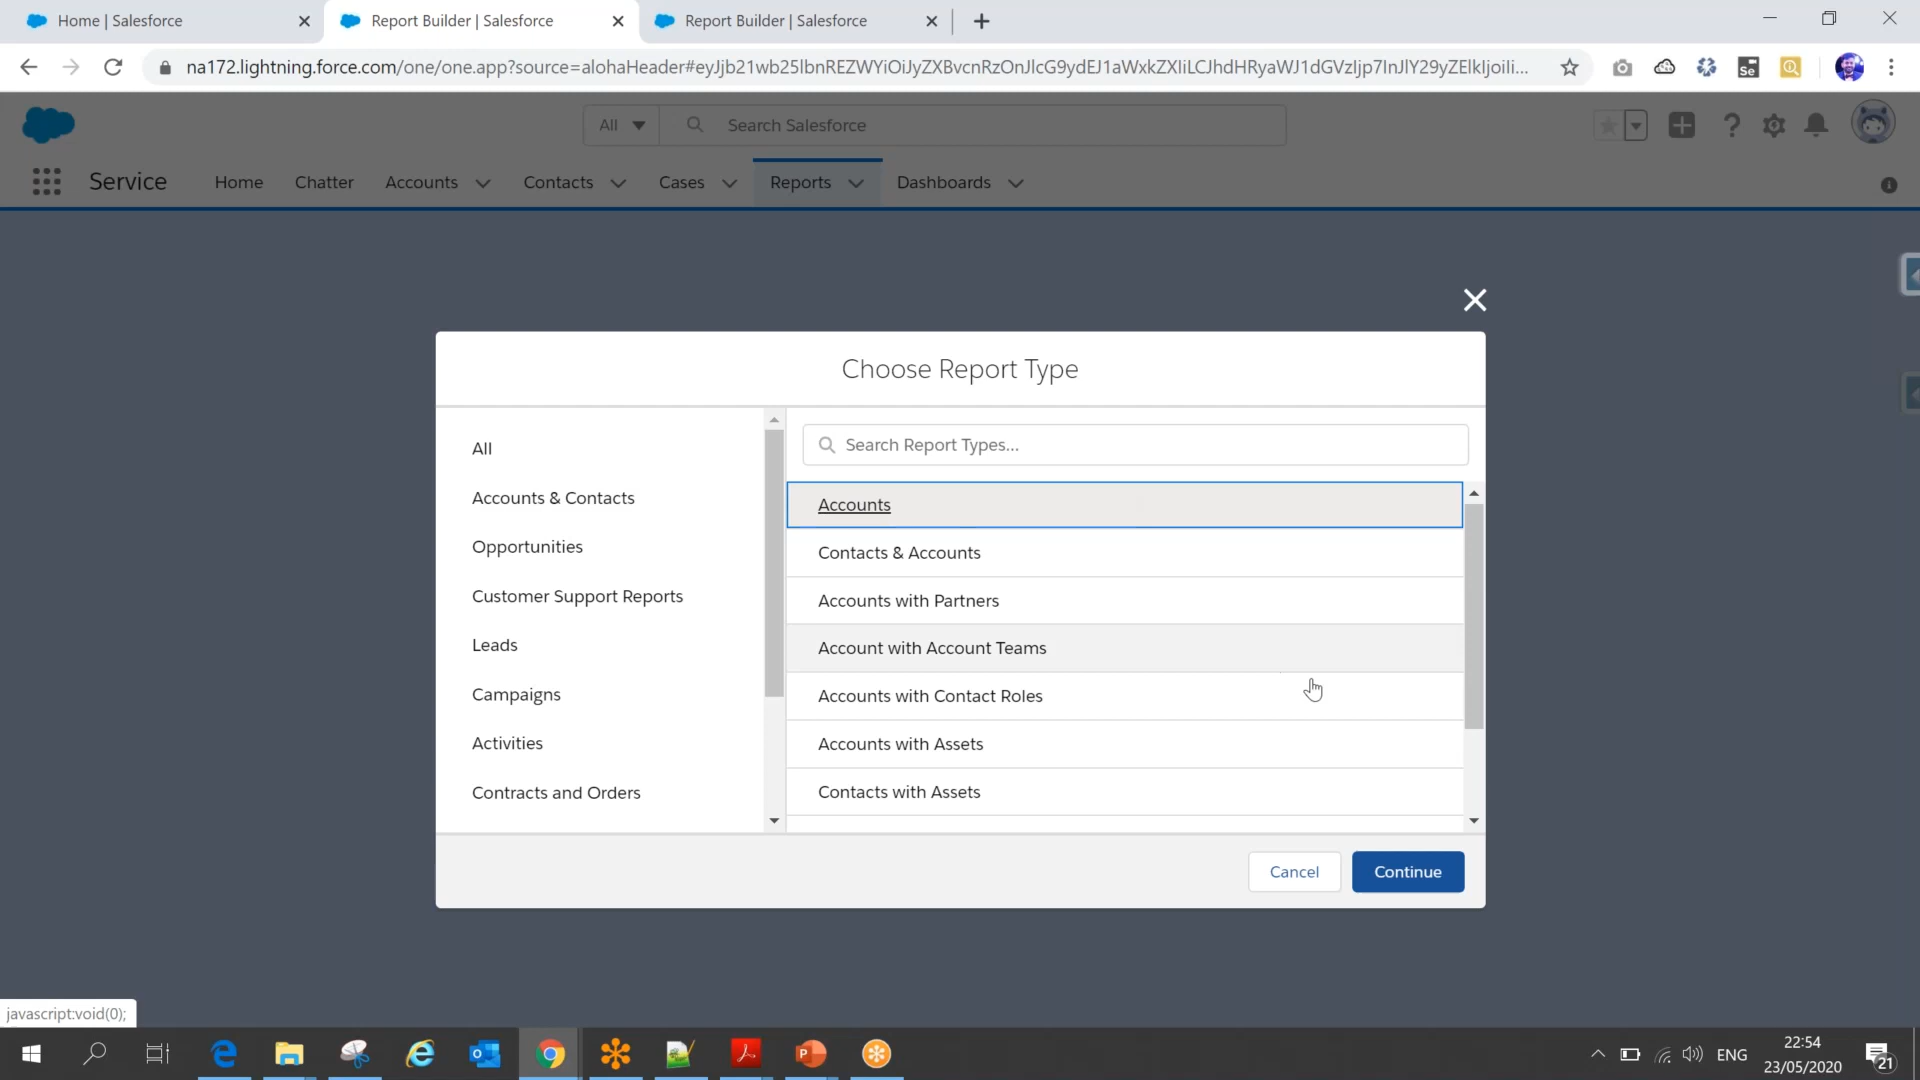 Home | Salesforce
Report Builder | Salesforce
Report Builder | Salesforce
na172.lightning.force.com/one/one.app?source=alohaHeader#eyJjb21wb25lbnREZWYiOiJyZXBvcnRzOnJlcG9ydEJ1aWxkZXIiLCJhdHRyaWJ1dGVzIjp7InJlY29yZElkIjoiIi...
Se
All
Search Salesforce
Service
Home
Chatter
Accounts
Contacts
Cases
Reports
Dashboards
Choose Report Type
All
Accounts & Contacts
Opportunities
Customer Support Reports
Leads
Campaigns
Activities
Contracts and Orders
Search Report Types...
Accounts
Contacts & Accounts
Accounts with Partners
Account with Account Teams
Accounts with Contact Roles
Accounts with Assets
Contacts with Assets
Cancel
Continue
javascript:void(0);
ENG
22:54
23/05/2020
21